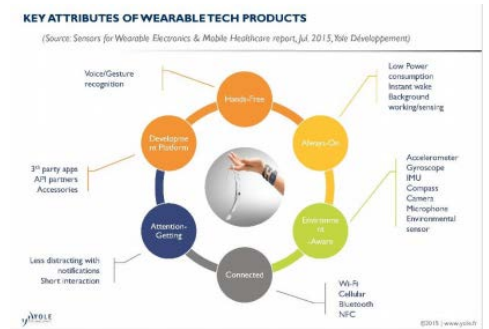 KEY ATTRIBUTES OF WEARABLE TECH PRODUCTS
(Source: Sensors for Wearable Electronics & Mobile Healthcare report, Jul. 2015, Yole Développement)
Voice/Gesture
recognition
Hands-Free
Low Power
consumption
Instant wake
Background
working/sensing
Always-On
Accelerometer
Gyroscope
IMU
Compass
Camera
Microphone
Environmental
sensor
Environme
nt
-Aware
Wi-Fi
Cellular
Bluetooth
NFC
Connected
Less distracting with
notifications
Short interaction
Attention-
Getting
3rd party apps
API partners
Accessories
Developme
nt Platform
YOLE
©2015 | www.yole.fr